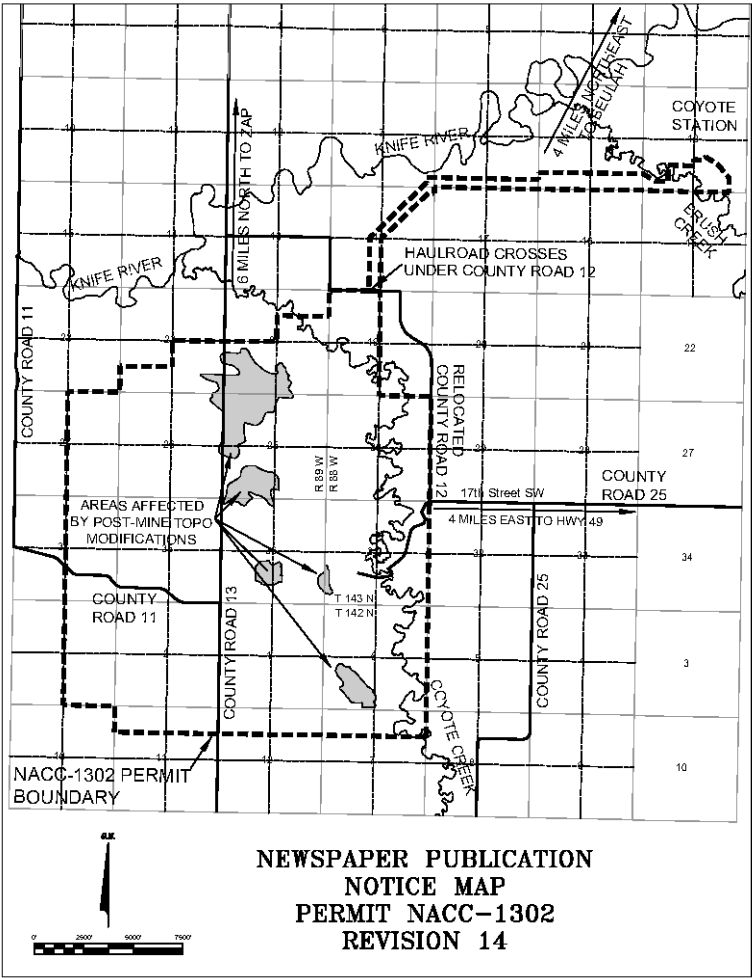 4 MILES NORTHEAST
TO BEULAH
COYOTE
STATION
KNIFE RIVER
6 MILES NORTH TO ZAP
BRUSH
CREEK
HAULROAD CROSSES
UNDER COUNTY ROAD 12
KNIFE RIVER
COUNTY ROAD 11
22
RELOCATED
COUNTY ROAD 12
27
R 89 W
R 88 W
COUNTY
ROAD 25
17th Street SW
4 MILES EAST TO HWY 49
AREAS AFFECTED
BY POST-MINE TOPO
MODIFICATIONS
34
COUNTY
ROAD 11
T 143 N
T 142 N
COUNTY ROAD 13
COUNTY ROAD 25
3
COYOTE CREEK
10
NACC-1302 PERMIT
BOUNDARY
NEWSPAPER PUBLICATION
NOTICE MAP
PERMIT NACC-1302
REVISION 14
0' 2500' 5000' 7500'